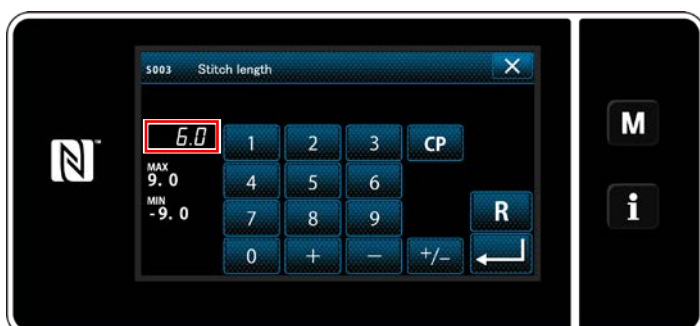 S003 Stitch length
6.0
1 2 3 CP
MAX
9.0
4 5 6
MIN
-9.0
7 8 9 R
0 + − +/−
M
i
N